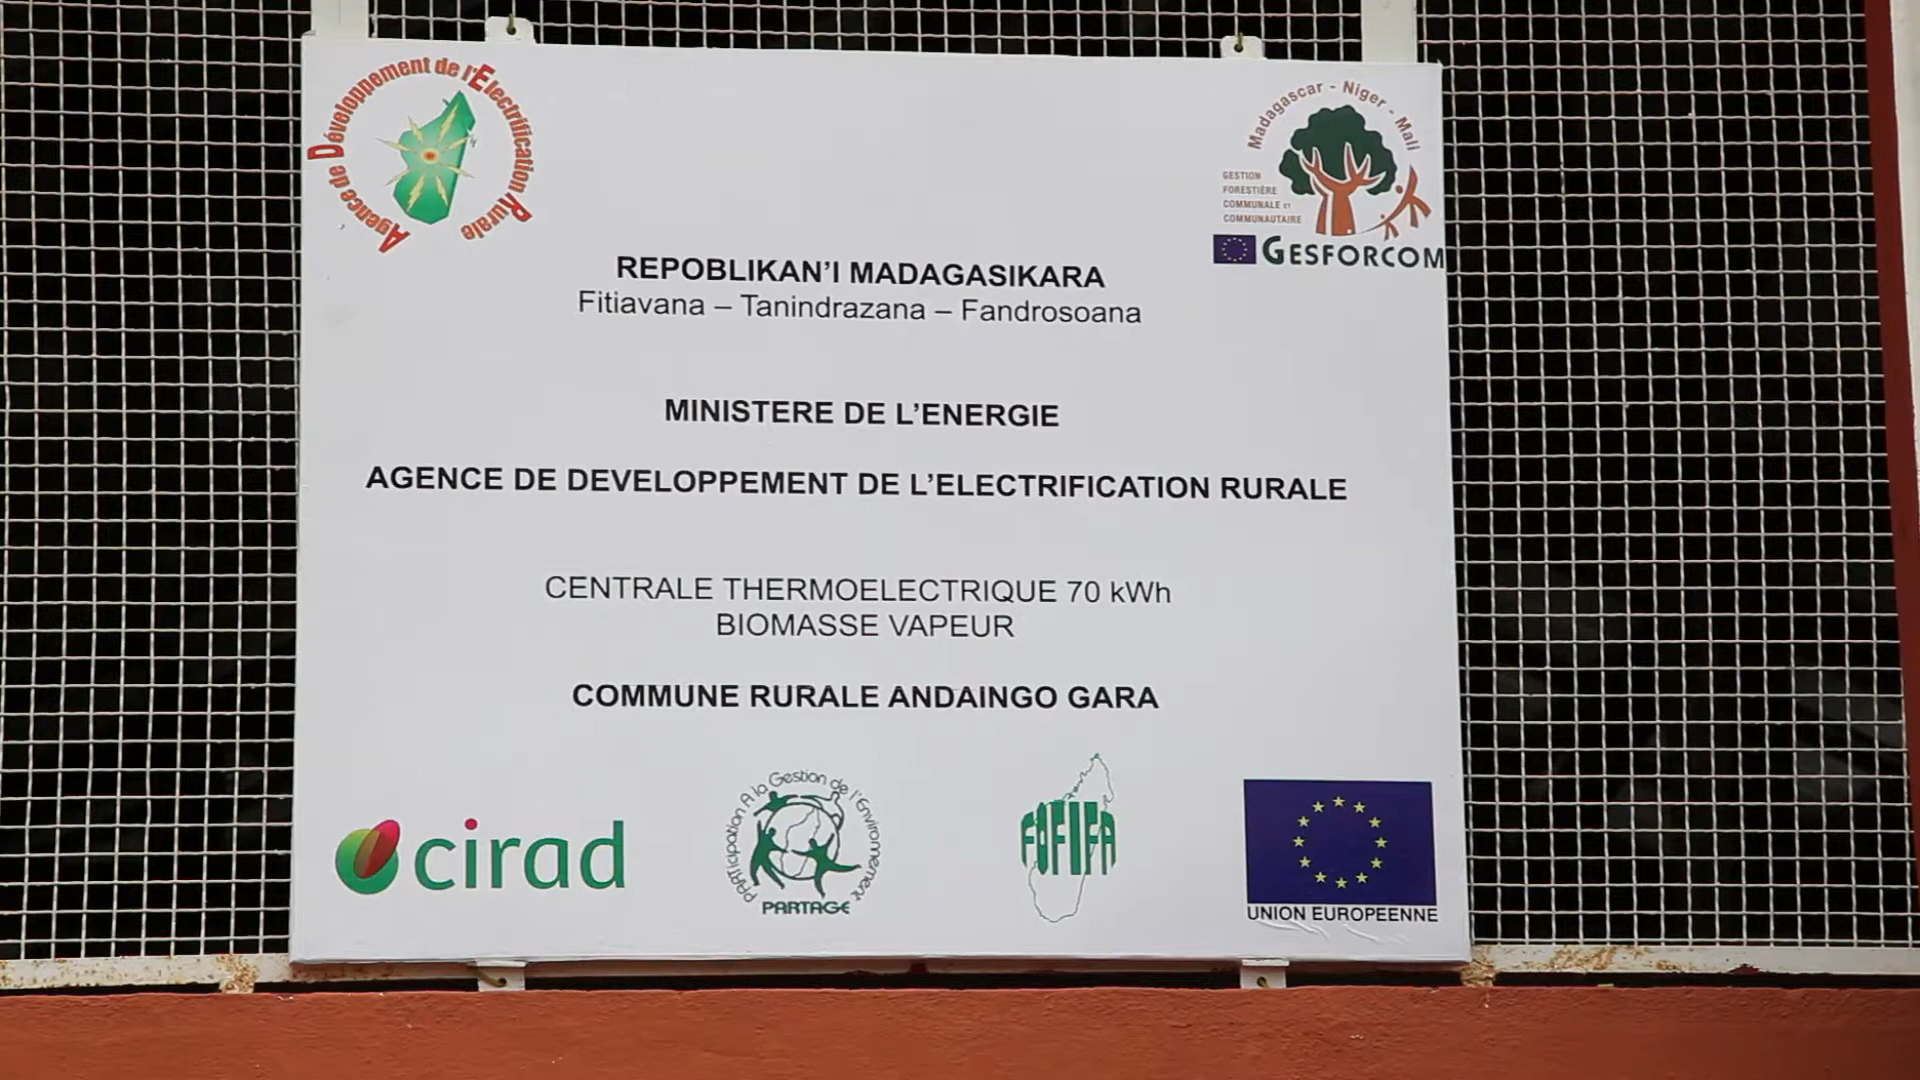 Agence de Développement de l'Electrification Rurale
Madagascar - Niger - Mali
GESTION
FORESTIÈRE
COMMUNALE ET
COMMUNAUTAIRE
GESFORCOM
REPOBLIKAN'I MADAGASIKARA
Fitiavana – Tanindrazana – Fandrosoana
MINISTERE DE L'ENERGIE
AGENCE DE DEVELOPPEMENT DE L'ELECTRIFICATION RURALE
CENTRALE THERMOELECTRIQUE 70 kWh
BIOMASSE VAPEUR
COMMUNE RURALE ANDAINGO GARA
cirad
PARticipation A la Gestion de l'Environnement
PARTAGE
FOFIFA
UNION EUROPEENNE